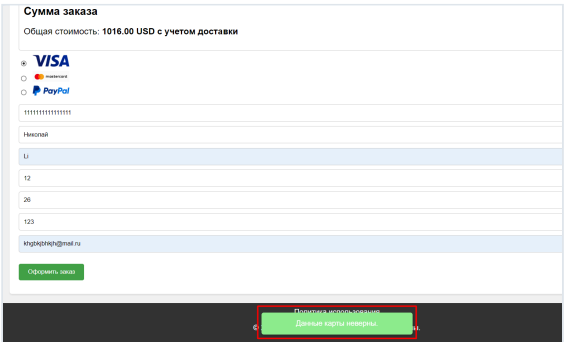 Сумма заказа
Общая стоимость: 1016.00 USD с учетом доставки
VISA
mastercard
PayPal
1111111111111111
Николай
Li
12
26
123
khgbkjbhkjh@mail.ru
Оформить заказ
Политика использования
Данные карты неверны.
©